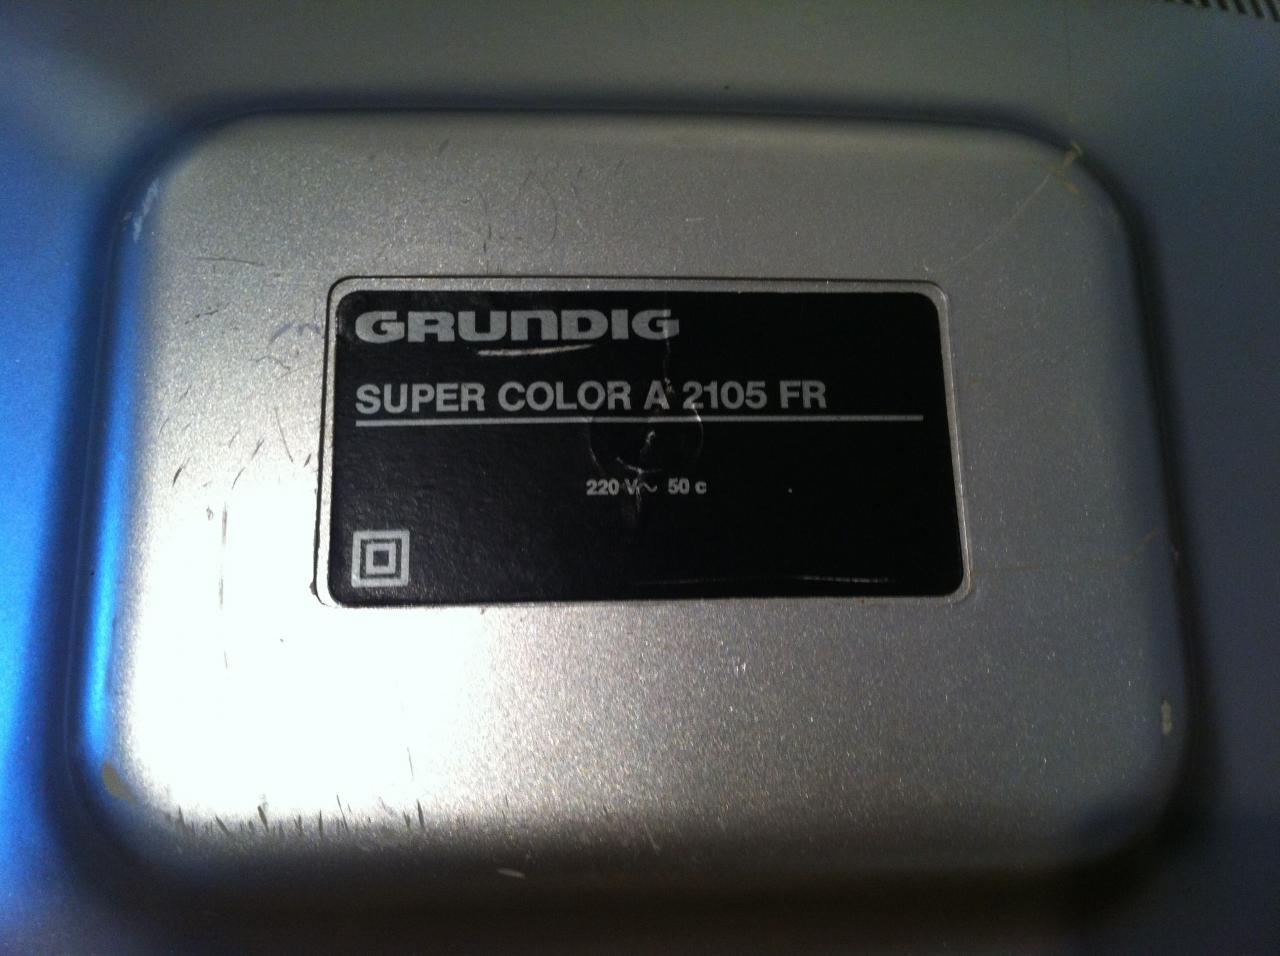 GRUNDIG
SUPER COLOR A 2105 FR
220 V~ 50 c